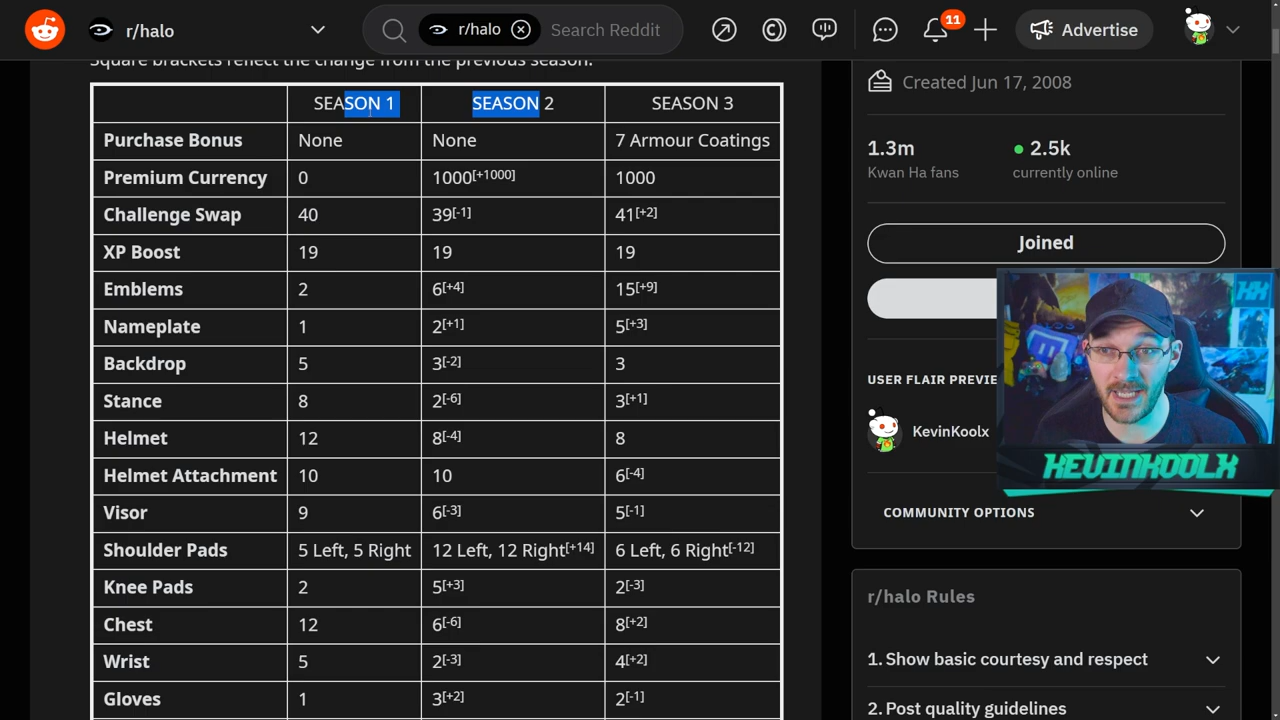 r/halo
r/halo
Search Reddit
11
Advertise
Square brackets reflect the change from the previous season.
SEASON 1 SEASON 2 SEASON 3
Purchase Bonus None None 7 Armour Coatings
Premium Currency 0 1000[+1000] 1000
Challenge Swap 40 39[-1] 41[+2]
XP Boost 19 19 19
Emblems 2 6[+4] 15[+9]
Nameplate 1 2[+1] 5[+3]
Backdrop 5 3[-2] 3
Stance 8 2[-6] 3[+1]
Helmet 12 8[-4] 8
Helmet Attachment 10 10 6[-4]
Visor 9 6[-3] 5[-1]
Shoulder Pads 5 Left, 5 Right 12 Left, 12 Right[+14] 6 Left, 6 Right[-12]
Knee Pads 2 5[+3] 2[-3]
Chest 12 6[-6] 8[+2]
Wrist 5 2[-3] 4[+2]
Gloves 1 3[+2] 2[-1]
Created Jun 17, 2008
1.3m 2.5k
Kwan Ha fans currently online
Joined
USER FLAIR PREVIE
KevinKoolx
KEVINKOOLX
COMMUNITY OPTIONS
r/halo Rules
1. Show basic courtesy and respect
2. Post quality guidelines